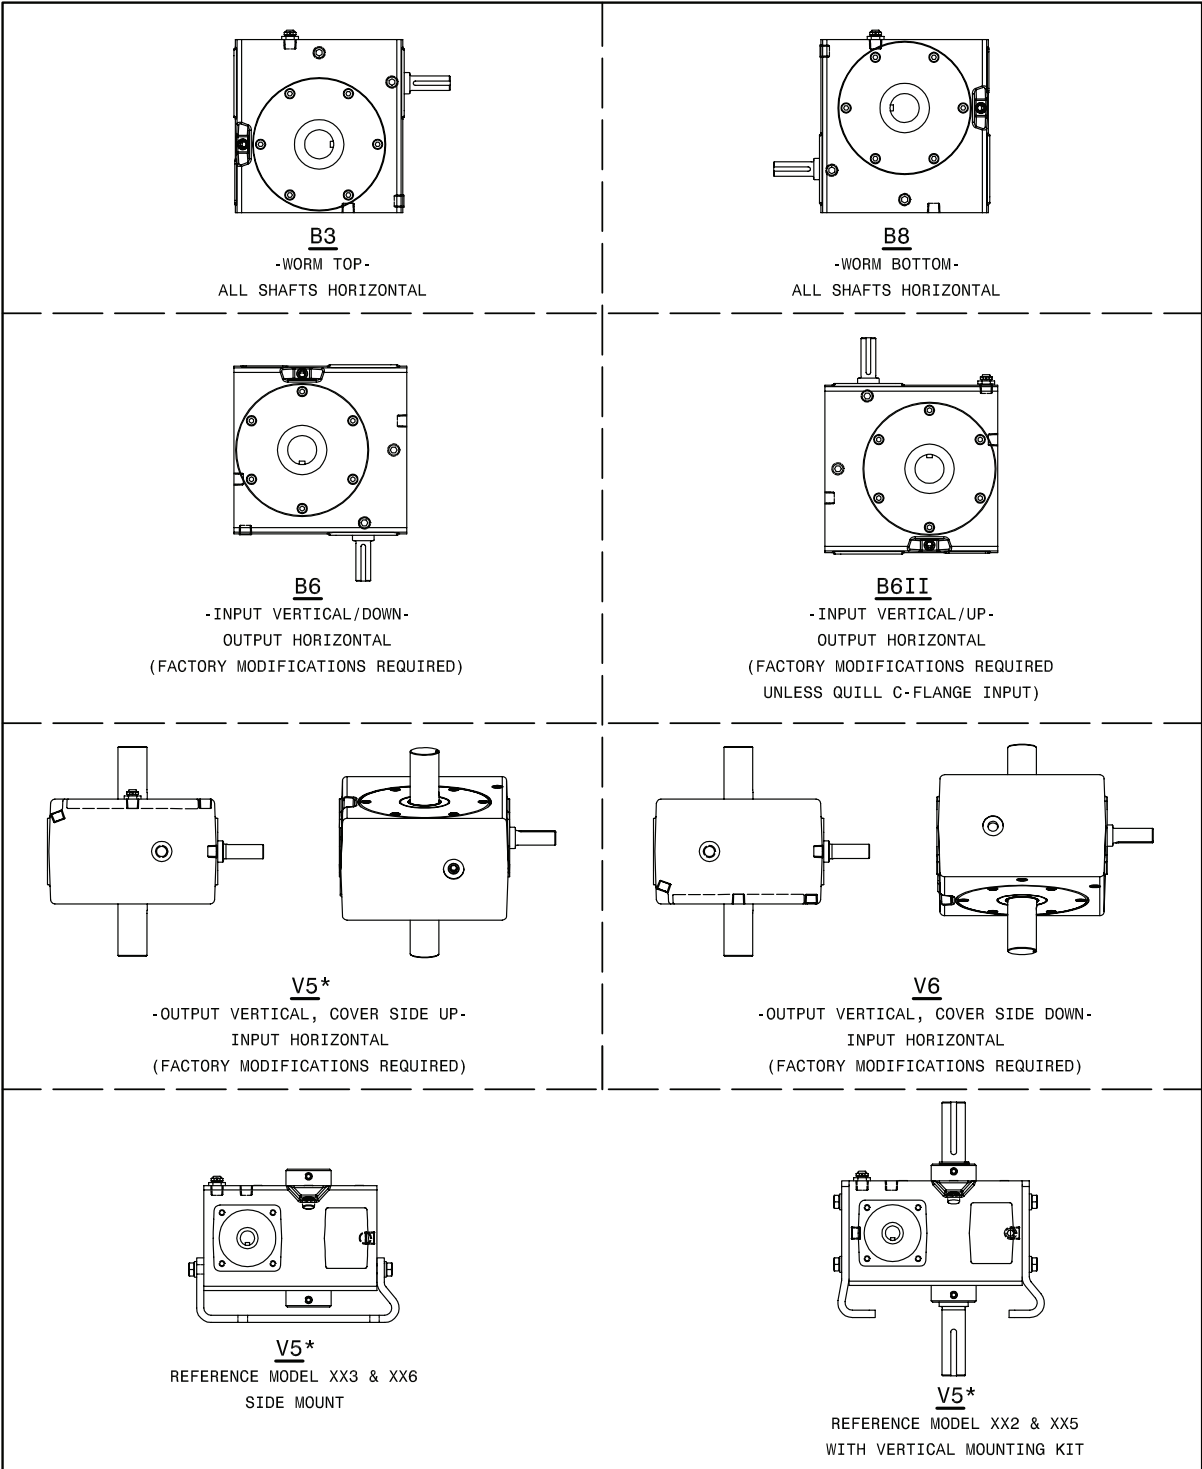 B3
-WORM TOP-
ALL SHAFTS HORIZONTAL
B8
-WORM BOTTOM-
ALL SHAFTS HORIZONTAL
B6
-INPUT VERTICAL/DOWN-
OUTPUT HORIZONTAL
(FACTORY MODIFICATIONS REQUIRED)
B6II
-INPUT VERTICAL/UP-
OUTPUT HORIZONTAL
(FACTORY MODIFICATIONS REQUIRED
UNLESS QUILL C-FLANGE INPUT)
V5*
-OUTPUT VERTICAL, COVER SIDE UP-
INPUT HORIZONTAL
(FACTORY MODIFICATIONS REQUIRED)
V6
-OUTPUT VERTICAL, COVER SIDE DOWN-
INPUT HORIZONTAL
(FACTORY MODIFICATIONS REQUIRED)
V5*
REFERENCE MODEL XX3 & XX6
SIDE MOUNT
V5*
REFERENCE MODEL XX2 & XX5
WITH VERTICAL MOUNTING KIT